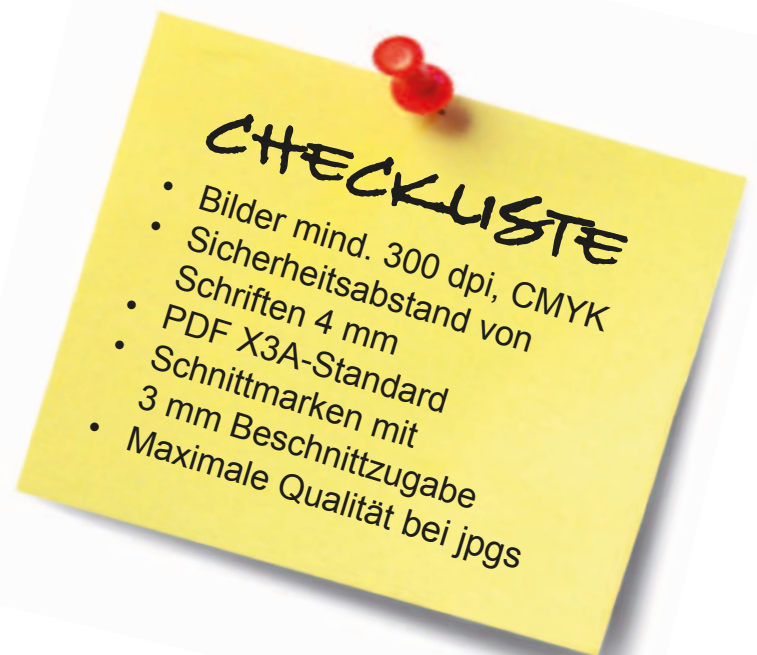 CHECKLISTE
• Bilder mind. 300 dpi, CMYK
• Sicherheitsabstand von
Schriften 4 mm
• PDF X3A-Standard
• Schnittmarken mit
3 mm Beschnittzugabe
• Maximale Qualität bei jpgs